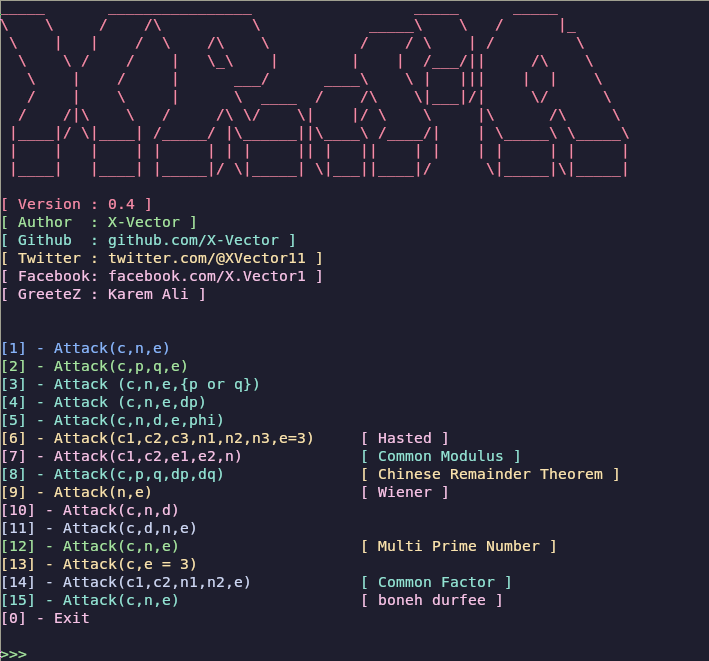 X RSA
[ Version : 0.4 ]
[ Author  : X-Vector ]
[ Github  : github.com/X-Vector ]
[ Twitter : twitter.com/@XVector11 ]
[ Facebook: facebook.com/X.Vector1 ]
[ GreeteZ : Karem Ali ]
[1] - Attack(c,n,e)
[2] - Attack(c,p,q,e)
[3] - Attack (c,n,e,{p or q})
[4] - Attack (c,n,e,dp)
[5] - Attack(c,n,d,e,phi)
[6] - Attack(c1,c2,c3,n1,n2,n3,e=3)     [ Hasted ]
[7] - Attack(c1,c2,e1,e2,n)             [ Common Modulus ]
[8] - Attack(c,p,q,dp,dq)               [ Chinese Remainder Theorem ]
[9] - Attack(n,e)                       [ Wiener ]
[10] - Attack(c,n,d)
[11] - Attack(c,d,n,e)
[12] - Attack(c,n,e)                    [ Multi Prime Number ]
[13] - Attack(c,e = 3)
[14] - Attack(c1,c2,n1,n2,e)            [ Common Factor ]
[15] - Attack(c,n,e)                    [ boneh durfee ]
[0] - Exit
>>>